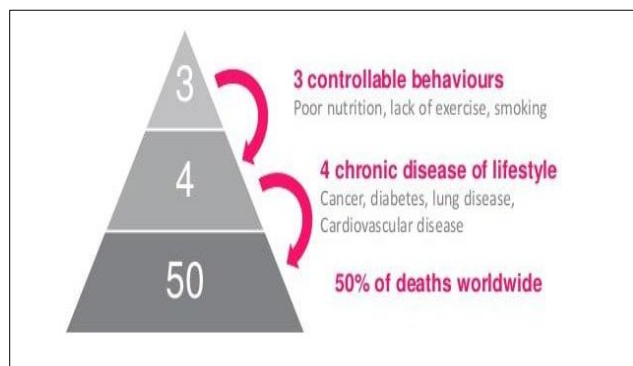 3
3 controllable behaviours
Poor nutrition, lack of exercise, smoking
4
4 chronic disease of lifestyle
Cancer, diabetes, lung disease,
Cardiovascular disease
50
50% of deaths worldwide